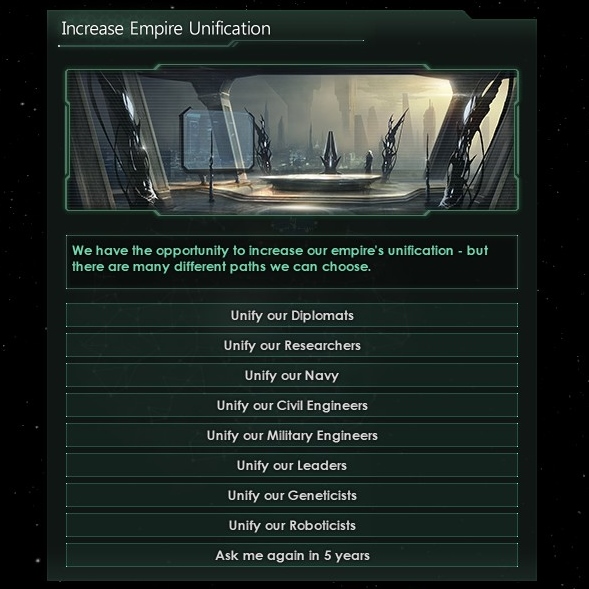 Increase Empire Unification
We have the opportunity to increase our empire's unification - but
there are many different paths we can choose.
Unify our Diplomats
Unify our Researchers
Unify our Navy
Unify our Civil Engineers
Unify our Military Engineers
Unify our Leaders
Unify our Geneticists
Unify our Roboticists
Ask me again in 5 years